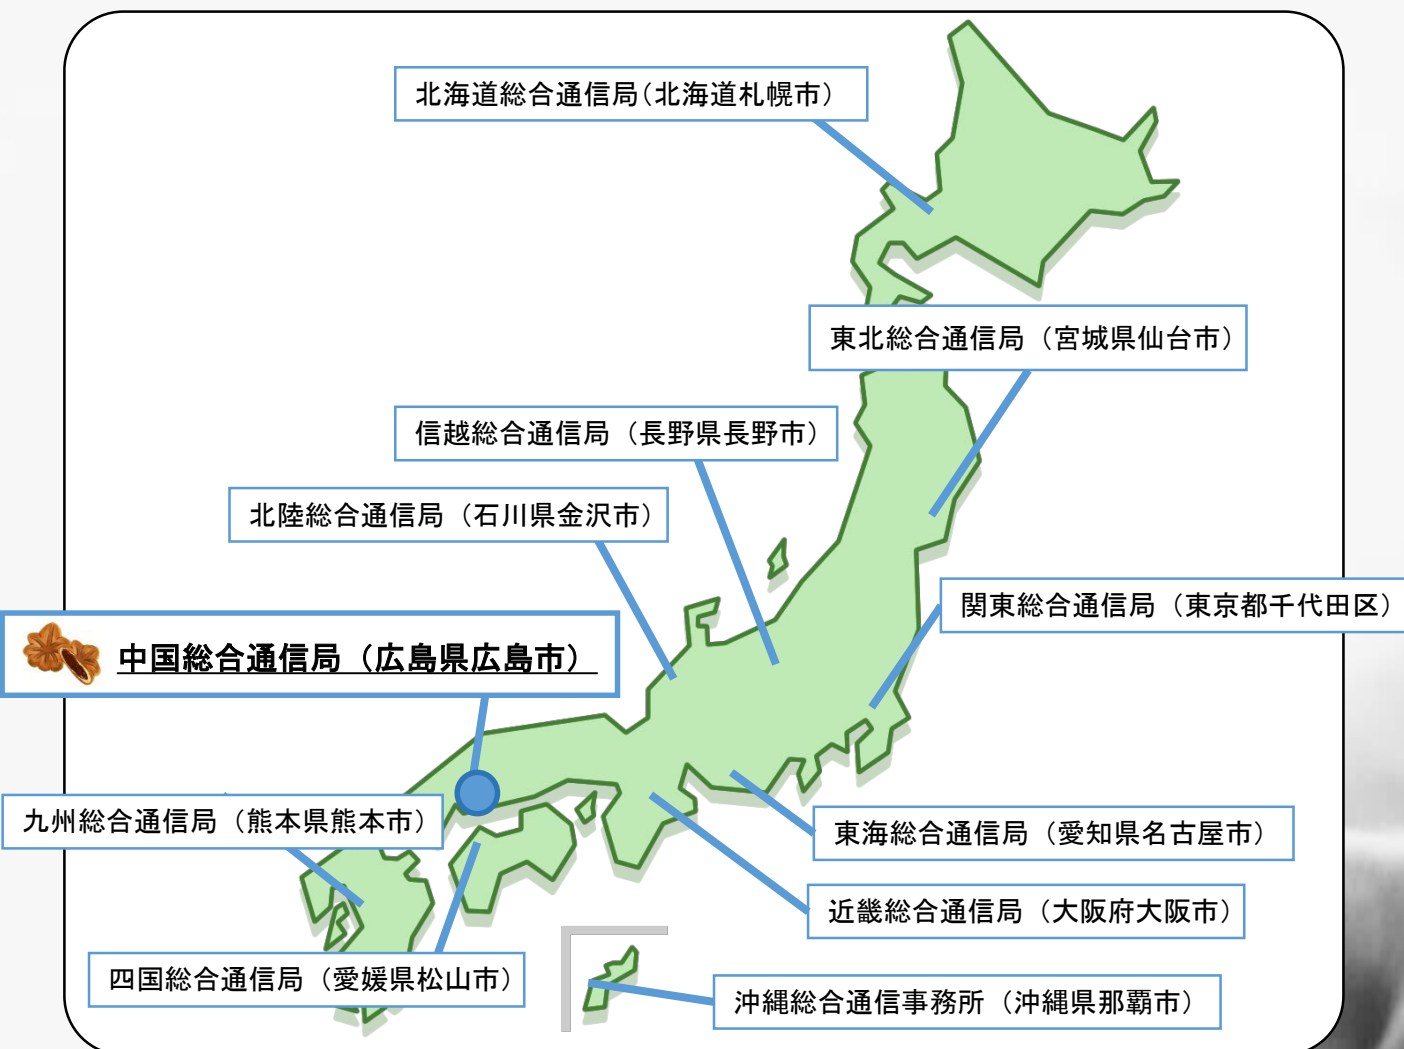 北海道総合通信局(北海道札幌市)
東北総合通信局(宮城県仙台市)
信越総合通信局(長野県長野市)
北陸総合通信局(石川県金沢市)
関東総合通信局(東京都千代田区)
中国総合通信局(広島県広島市)
九州総合通信局(熊本県熊本市)
東海総合通信局(愛知県名古屋市)
近畿総合通信局(大阪府大阪市)
四国総合通信局(愛媛県松山市)
沖縄総合通信事務所(沖縄県那覇市)